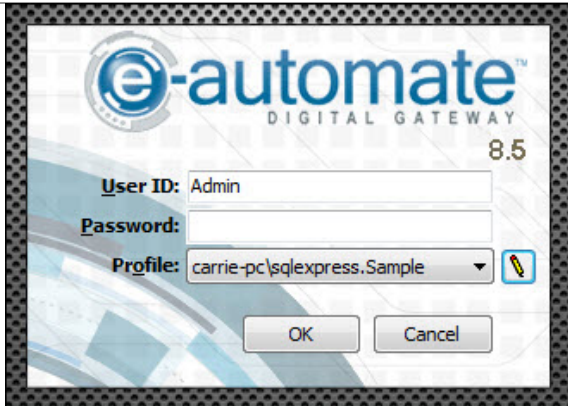 e-automate™
DIGITAL GATEWAY
8.5
User ID: Admin
Password:
Profile: carrie-pc\sqlexpress.Sample
OK Cancel